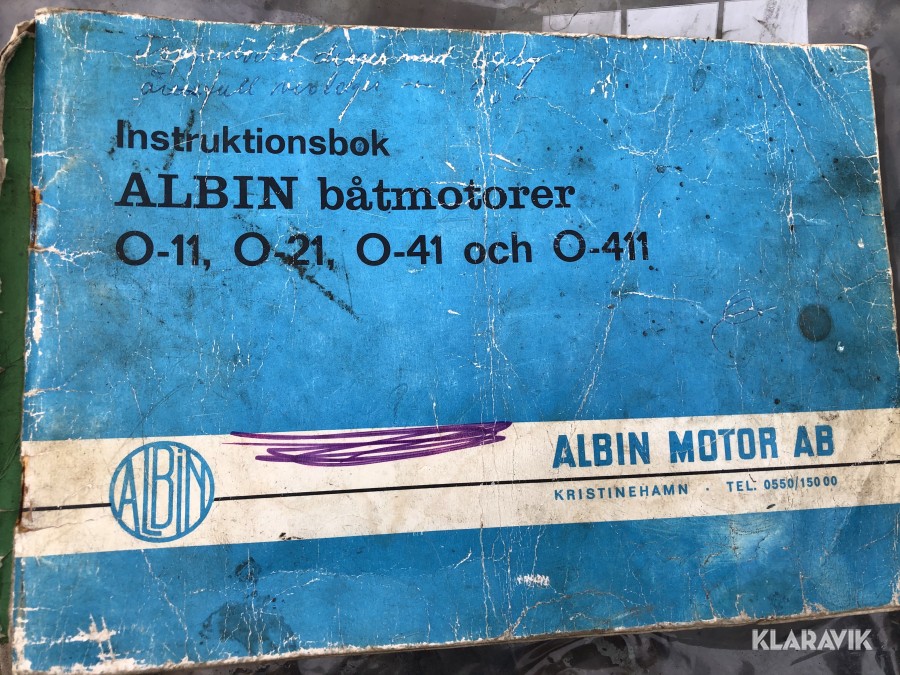 Instruktionsbok
ALBIN båtmotorer
O-11, O-21, O-41 och O-411
ALBIN
ALBIN MOTOR AB
KRISTINEHAMN · TEL. 0550/150 00
KLARAVIK